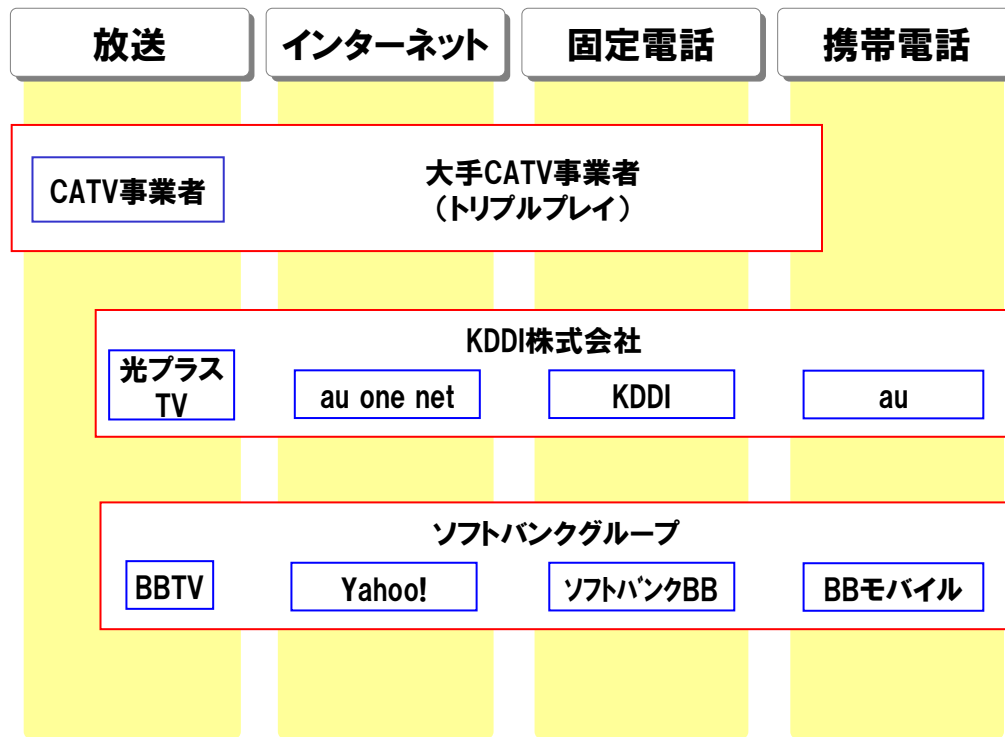 放送
インターネット
固定電話
携帯電話
CATV事業者
大手CATV事業者
(トリプルプレイ)
KDDI株式会社
光プラス
TV
au one net
KDDI
au
ソフトバンクグループ
BBTV
Yahoo!
ソフトバンクBB
BBモバイル